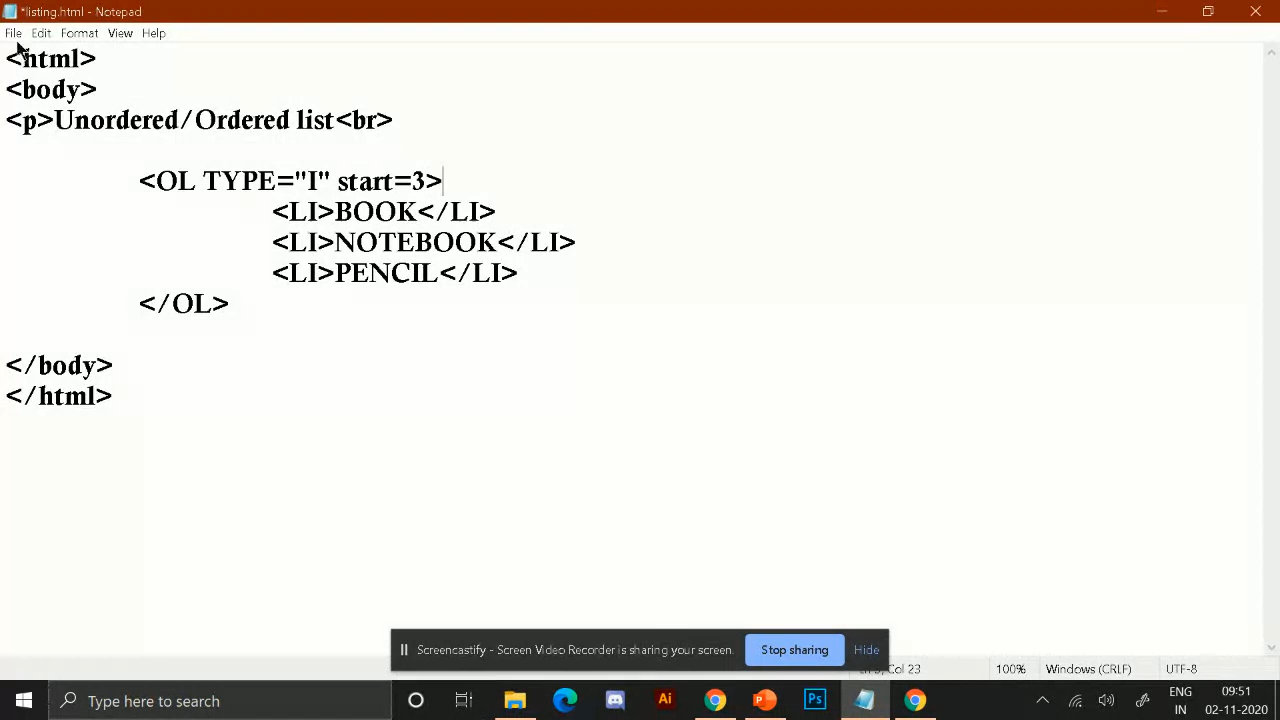 *listing.html - Notepad
File Edit Format View Help
<html>
<body>
<p>Unordered/Ordered list<br>
<OL TYPE="I" start=3>
<LI>BOOK</LI>
<LI>NOTEBOOK</LI>
<LI>PENCIL</LI>
</OL>
</body>
</html>
Screencastify - Screen Video Recorder is sharing your screen. Stop sharing Hide
Col 23 100% Windows (CRLF) UTF-8
Type here to search Ai Ps ENG 09:51
IN 02-11-2020